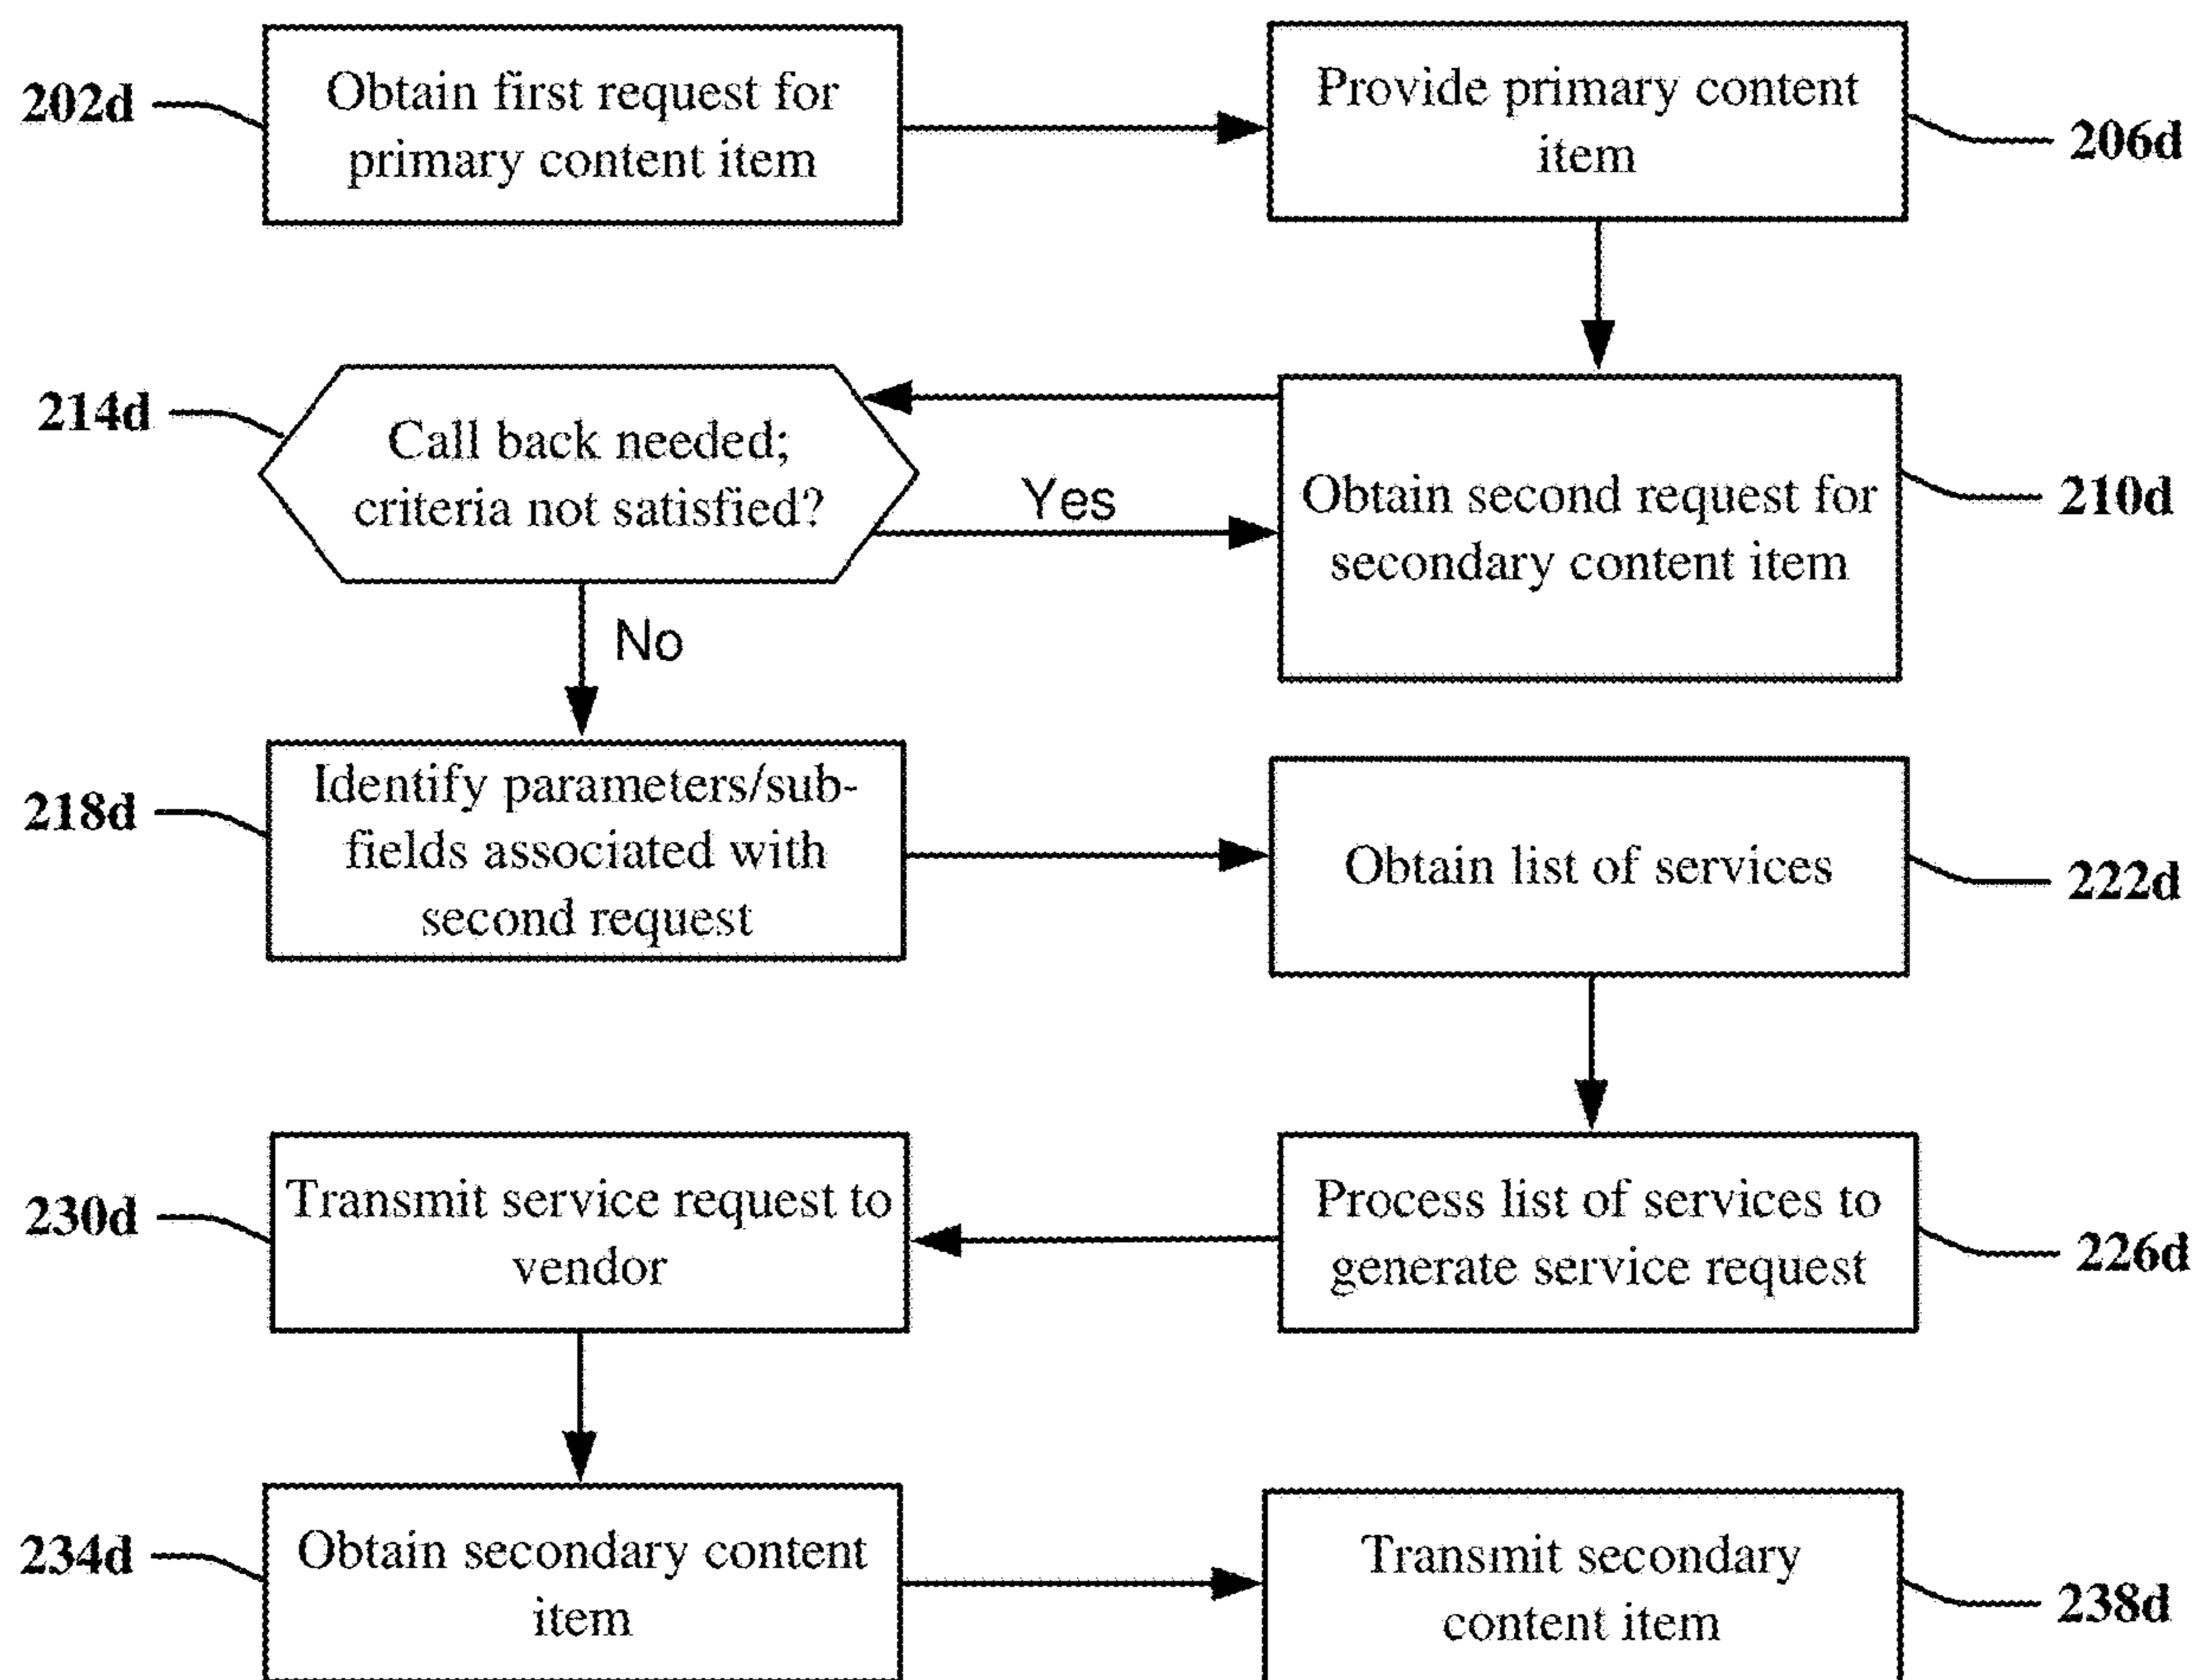 202d
Obtain first request for
primary content item
Provide primary content
item
206d
214d
Call back needed;
criteria not satisfied?
Yes
Obtain second request for
secondary content item
210d
No
218d
Identify parameters/sub-
fields associated with
second request
Obtain list of services
222d
230d
Transmit service request to
vendor
Process list of services to
generate service request
226d
234d
Obtain secondary content
item
Transmit secondary
content item
238d